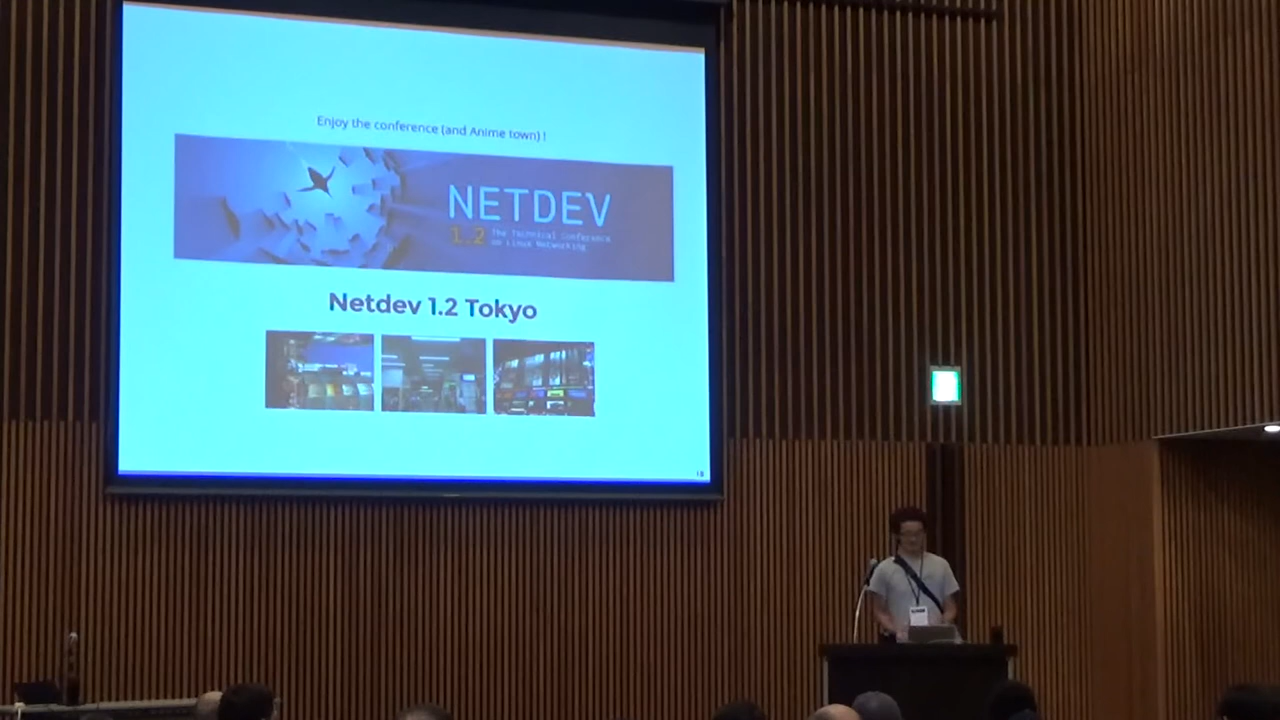 Enjoy the conference (and Anime town) !
NETDEV
1.2 The Technical Conference
on Linux Networking
Netdev 1.2 Tokyo
18